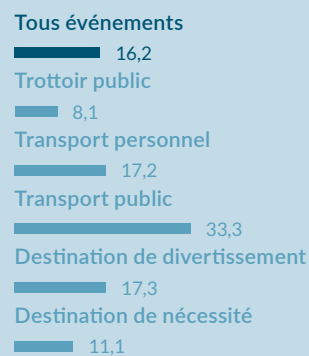 Tous événements
16,2
Trottoir public
8,1
Transport personnel
17,2
Transport public
33,3
Destination de divertissement
17,3
Destination de nécessité
11,1